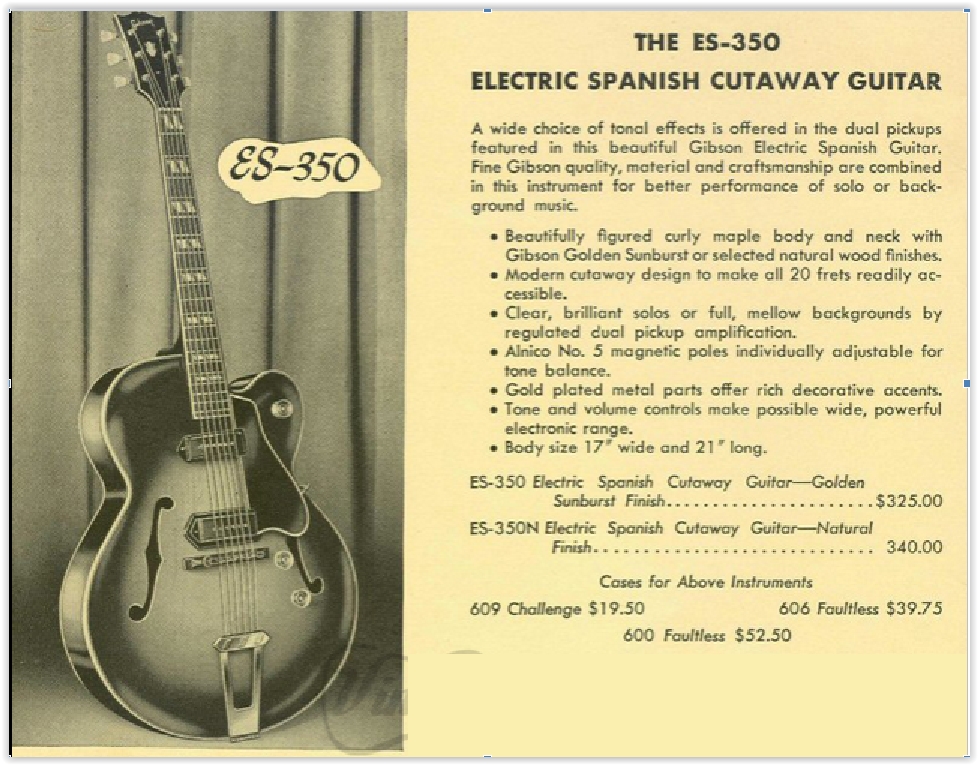 Gibson
ES-350
THE ES-350
ELECTRIC SPANISH CUTAWAY GUITAR
A wide choice of tonal effects is offered in the dual pickups
featured in this beautiful Gibson Electric Spanish Guitar.
Fine Gibson quality, material and craftsmanship are combined
in this instrument for better performance of solo or back-
ground music.
• Beautifully figured curly maple body and neck with
Gibson Golden Sunburst or selected natural wood finishes.
• Modern cutaway design to make all 20 frets readily ac-
cessible.
• Clear, brilliant solos or full, mellow backgrounds by
regulated dual pickup amplification.
• Alnico No. 5 magnetic poles individually adjustable for
tone balance.
• Gold plated metal parts offer rich decorative accents.
• Tone and volume controls make possible wide, powerful
electronic range.
• Body size 17" wide and 21" long.
ES-350 Electric Spanish Cutaway Guitar—Golden
Sunburst Finish.......................$325.00
ES-350N Electric Spanish Cutaway Guitar—Natural
Finish............................ 340.00
Cases for Above Instruments
609 Challenge $19.50 606 Faultless $39.75
600 Faultless $52.50